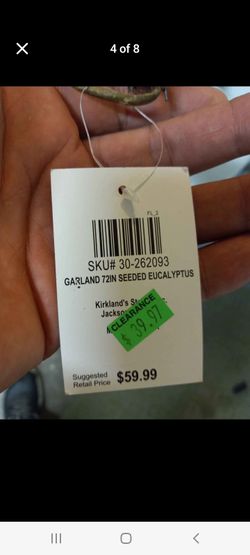 4 of 8
FL_2
SKU# 30-262093
GARLAND 72IN SEEDED EUCALYPTUS
Kirkland's
Jackson
CLEARANCE
$ 39.97
Suggested
Retail Price
$59.99